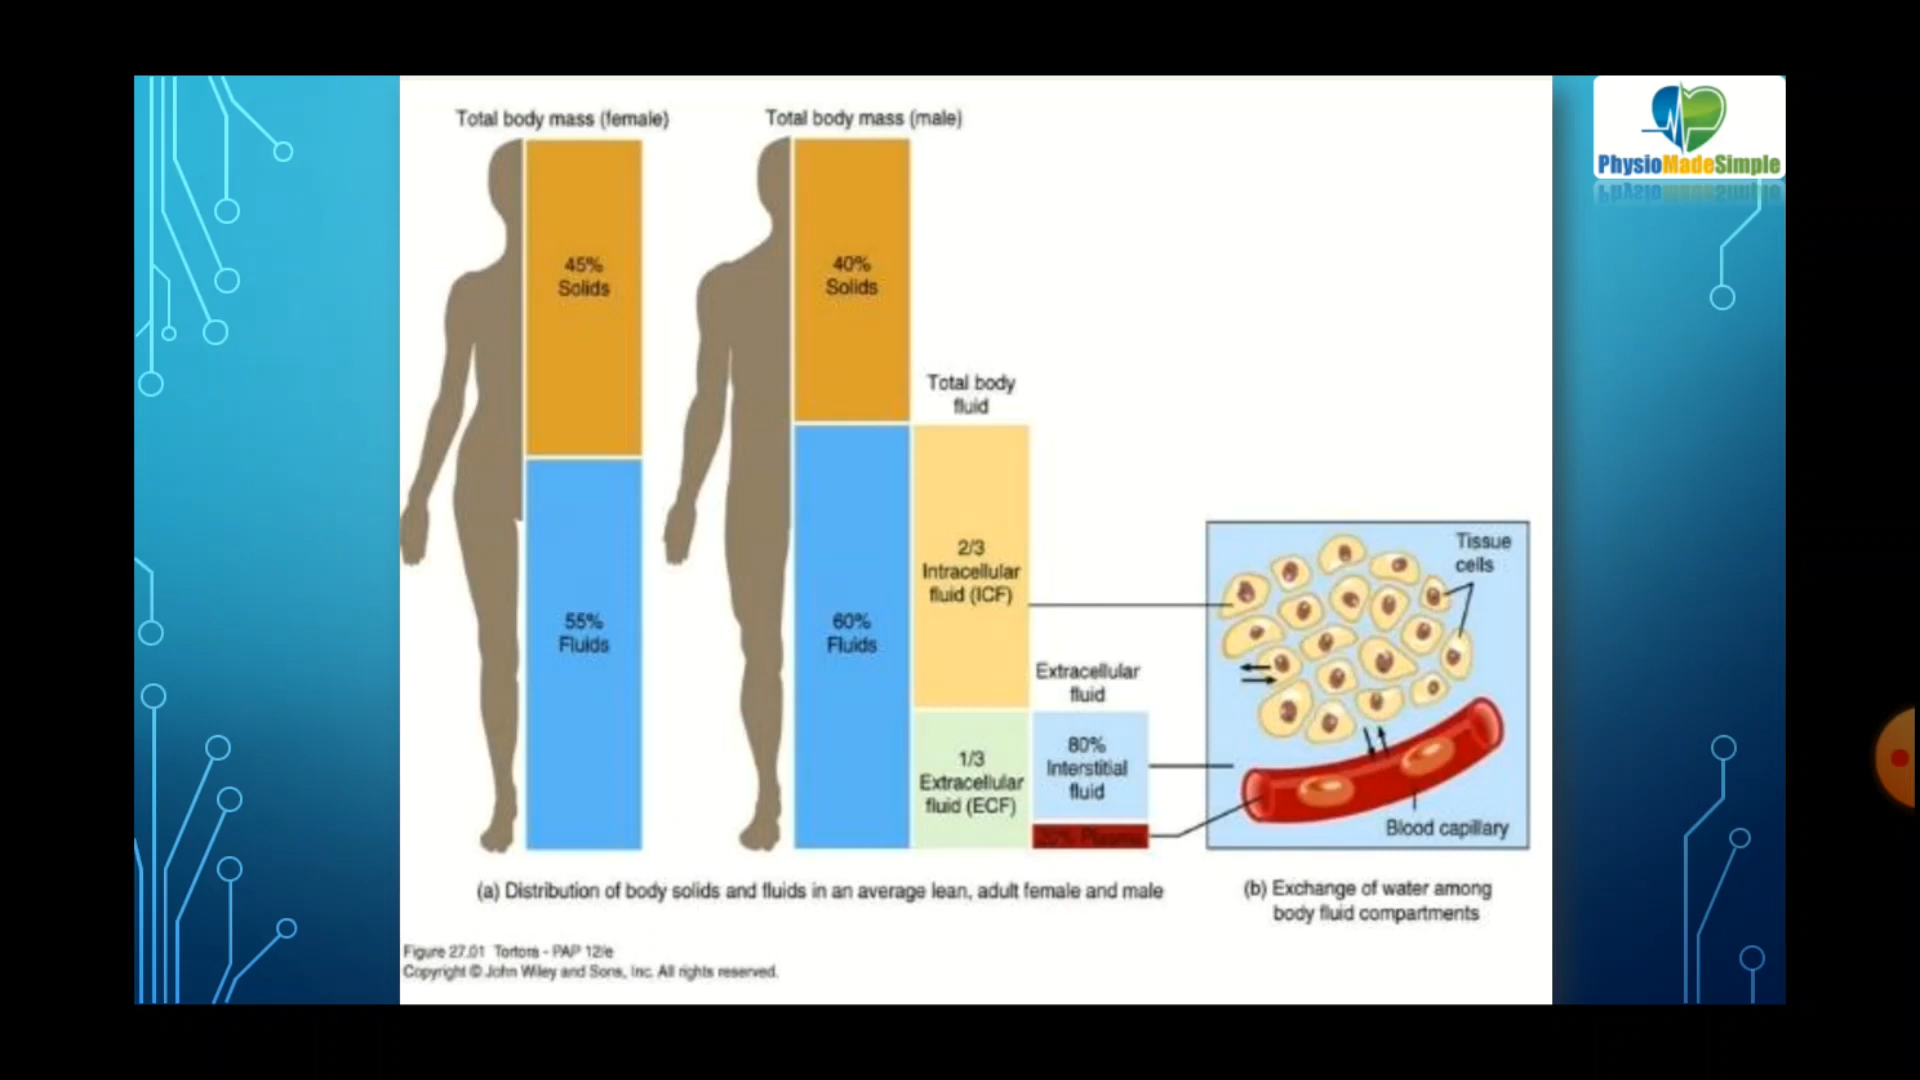 PhysioMadeSimple
Total body mass (female)
Total body mass (male)
45%
Solids
40%
Solids
Total body
fluid
2/3
Intracellular
fluid (ICF)
55%
Fluids
60%
Fluids
Extracellular
fluid
1/3
Extracellular
fluid (ECF)
80%
Interstitial
fluid
20% Plasma
Tissue
cells
Blood capillary
(a) Distribution of body solids and fluids in an average lean, adult female and male
(b) Exchange of water among
body fluid compartments
Figure 27.01 Tortora - PAP 12/e
Copyright © John Wiley and Sons, Inc. All rights reserved.